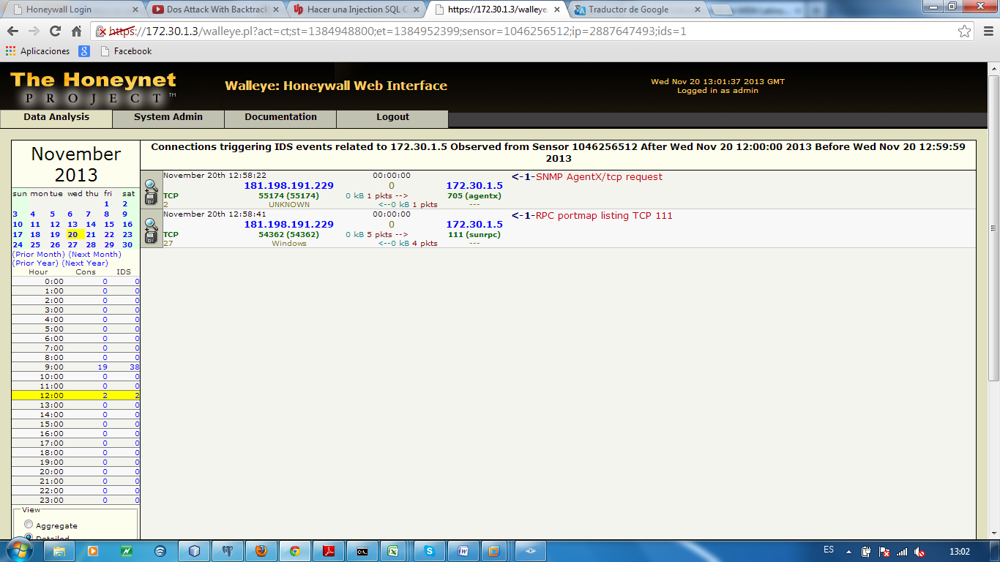 Honeywall Login
Dos Attack With Backtrack
Hacer una Injection SQL C
https://172.30.1.3/walleye.
Traductor de Google
https://172.30.1.3/walleye.pl?act=ct;st=1384948800;et=1384952399;sensor=1046256512;ip=2887647493;ids=1
Aplicaciones
Facebook
The Honeynet
PROJECT™
Walleye: Honeywall Web Interface
Wed Nov 20 13:01:37 2013 GMT
Logged in as admin
Data Analysis System Admin Documentation Logout
November
2013
sun mon tue wed thu fri sat
1 2
3 4 5 6 7 8 9
10 11 12 13 14 15 16
17 18 19 20 21 22 23
24 25 26 27 28 29 30
(Prior Month) (Next Month)
(Prior Year) (Next Year)
Hour Cons IDS
0:00 0 0
1:00 0 0
2:00 0 0
3:00 0 0
4:00 0 0
5:00 0 0
6:00 0 0
7:00 0 0
8:00 0 0
9:00 19 38
10:00 0 0
11:00 0 0
12:00 2 2
13:00 0 0
14:00 0 0
15:00 0 0
16:00 0 0
17:00 0 0
18:00 0 0
19:00 0 0
20:00 0 0
21:00 0 0
22:00 0 0
23:00 0 0
View
Aggregate
Detailed
Connections triggering IDS events related to 172.30.1.5 Observed from Sensor 1046256512 After Wed Nov 20 12:00:00 2013 Before Wed Nov 20 12:59:59
2013
November 20th 12:58:22 00:00:00 <-1-SNMP AgentX/tcp request
181.198.191.229 0 172.30.1.5
TCP 55174 (55174) 0 kB 1 pkts --> 705 (agentx)
2 UNKNOWN <--0 kB 1 pkts ---
November 20th 12:58:41 00:00:00 <-1-RPC portmap listing TCP 111
181.198.191.229 0 172.30.1.5
TCP 54362 (54362) 0 kB 5 pkts --> 111 (sunrpc)
27 Windows <--0 kB 4 pkts ---
ES 13:02